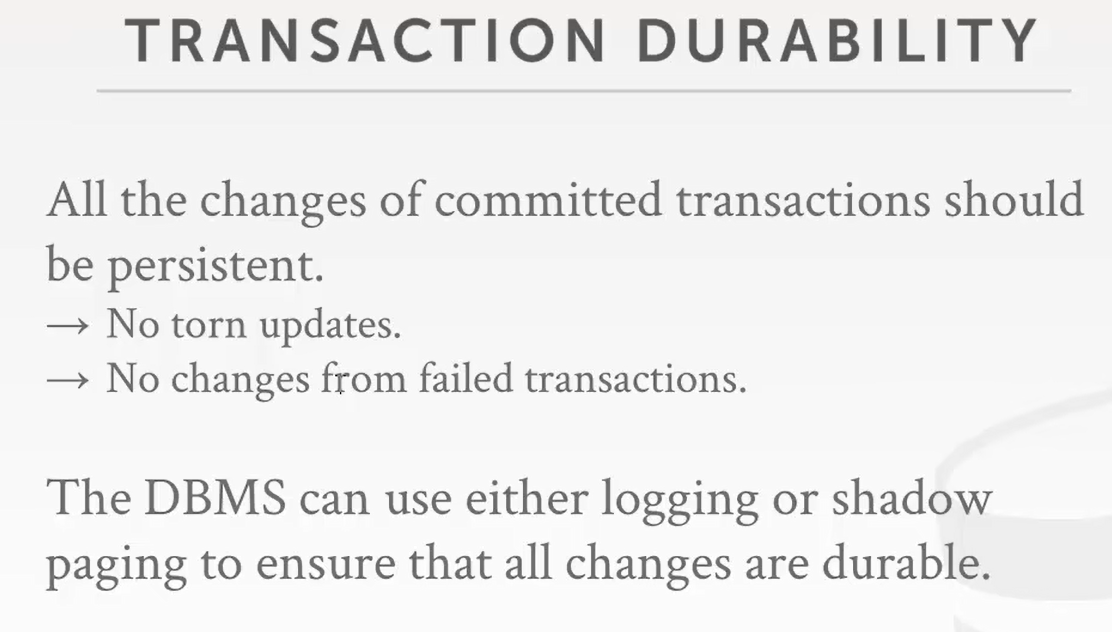 TRANSACTION DURABILITY
All the changes of committed transactions should
be persistent.
→ No torn updates.
→ No changes from failed transactions.
The DBMS can use either logging or shadow
paging to ensure that all changes are durable.